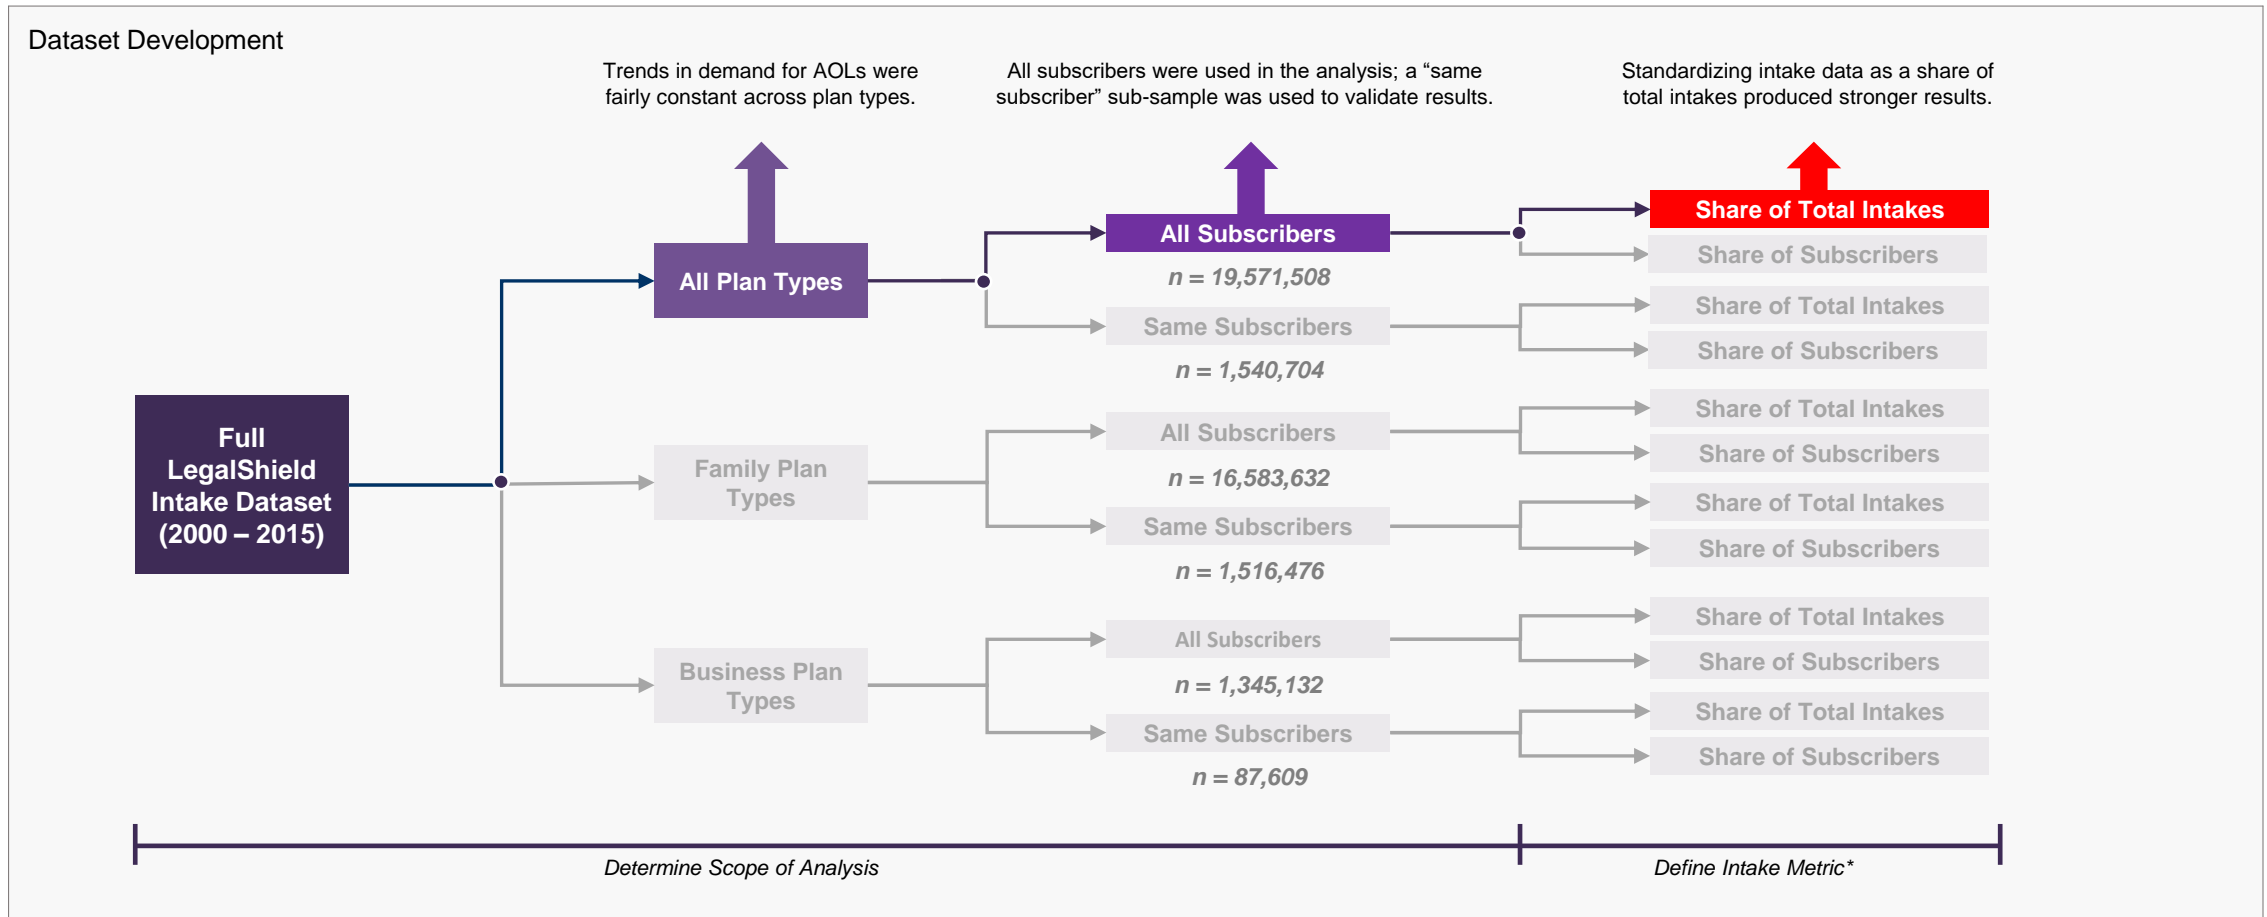 Dataset Development
Trends in demand for AOLs were
fairly constant across plan types.
All subscribers were used in the analysis; a “same
subscriber” sub-sample was used to validate results.
Standardizing intake data as a share of
total intakes produced stronger results.
Full
LegalShield
Intake Dataset
(2000 – 2015)
All Plan Types
Family Plan
Types
Business Plan
Types
All Subscribers
n = 19,571,508
Same Subscribers
n = 1,540,704
All Subscribers
n = 16,583,632
Same Subscribers
n = 1,516,476
All Subscribers
n = 1,345,132
Same Subscribers
n = 87,609
Share of Total Intakes
Share of Subscribers
Share of Total Intakes
Share of Subscribers
Share of Total Intakes
Share of Subscribers
Share of Total Intakes
Share of Subscribers
Share of Total Intakes
Share of Subscribers
Share of Total Intakes
Share of Subscribers
Determine Scope of Analysis
Define Intake Metric*